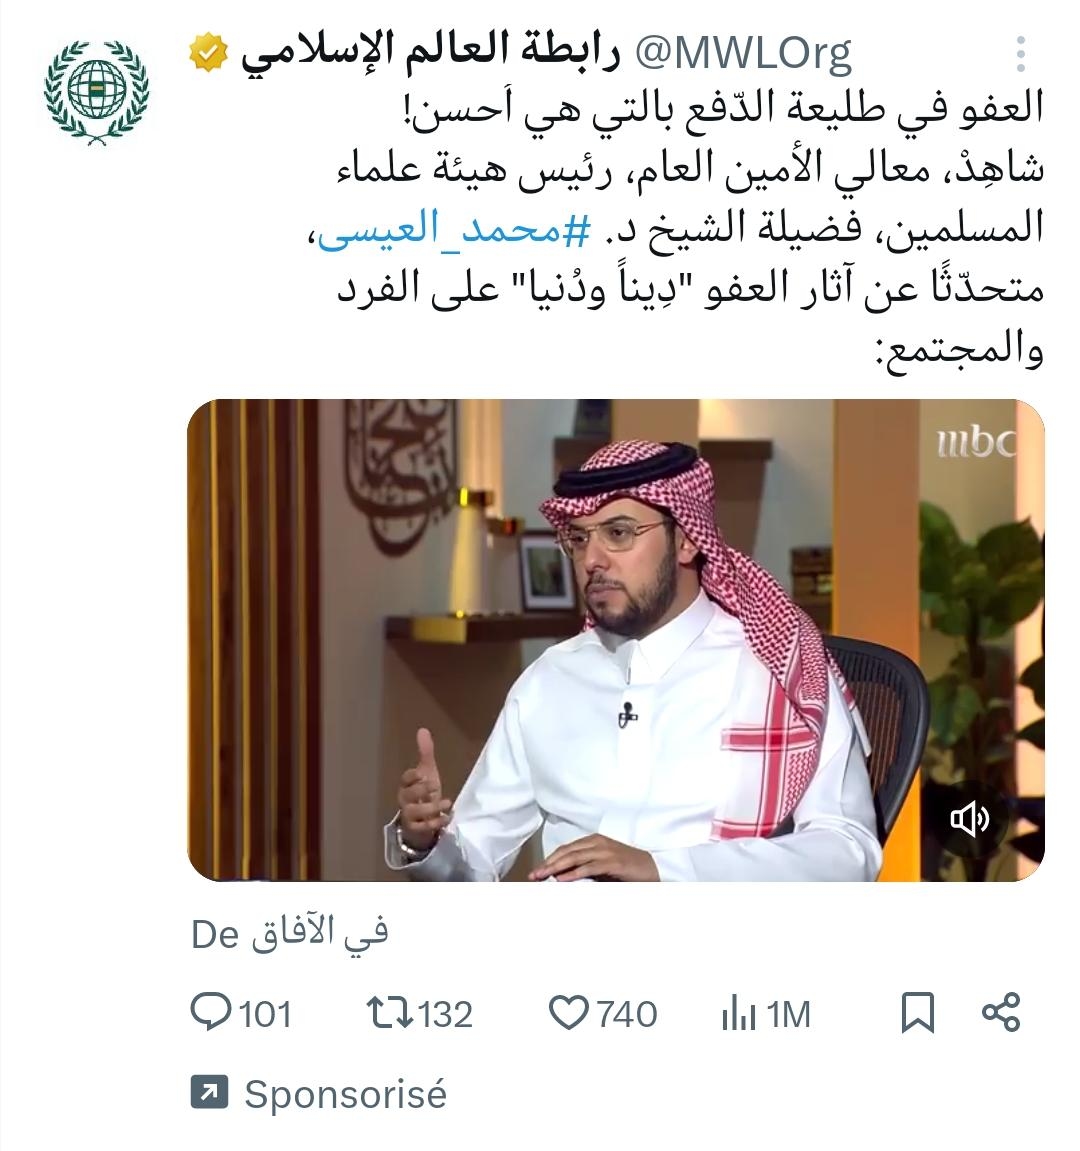 رابطة العالم الإسلامي @MWLOrg
العفو في طليعة الدّفع بالتي هي أحسن!
شاهِدْ، معالي الأمين العام، رئيس هيئة علماء
المسلمين، فضيلة الشيخ د. #محمد_العيسى،
متحدّثًا عن آثار العفو "دِيناً ودُنيا" على الفرد
والمجتمع:
mbc
De في الآفاق
101 132 740 1M
Sponsorisé